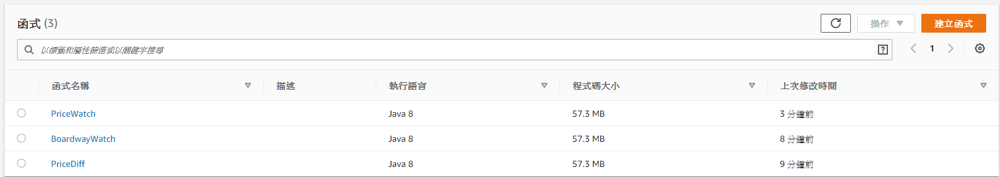 函式 (3)
操作
建立函式
以標籤和屬性篩選或以關鍵字搜尋
?
1
函式名稱 描述 執行語言 程式碼大小 上次修改時間
PriceWatch Java 8 57.3 MB 3 分鐘前
BoardwayWatch Java 8 57.3 MB 8 分鐘前
PriceDiff Java 8 57.3 MB 9 分鐘前